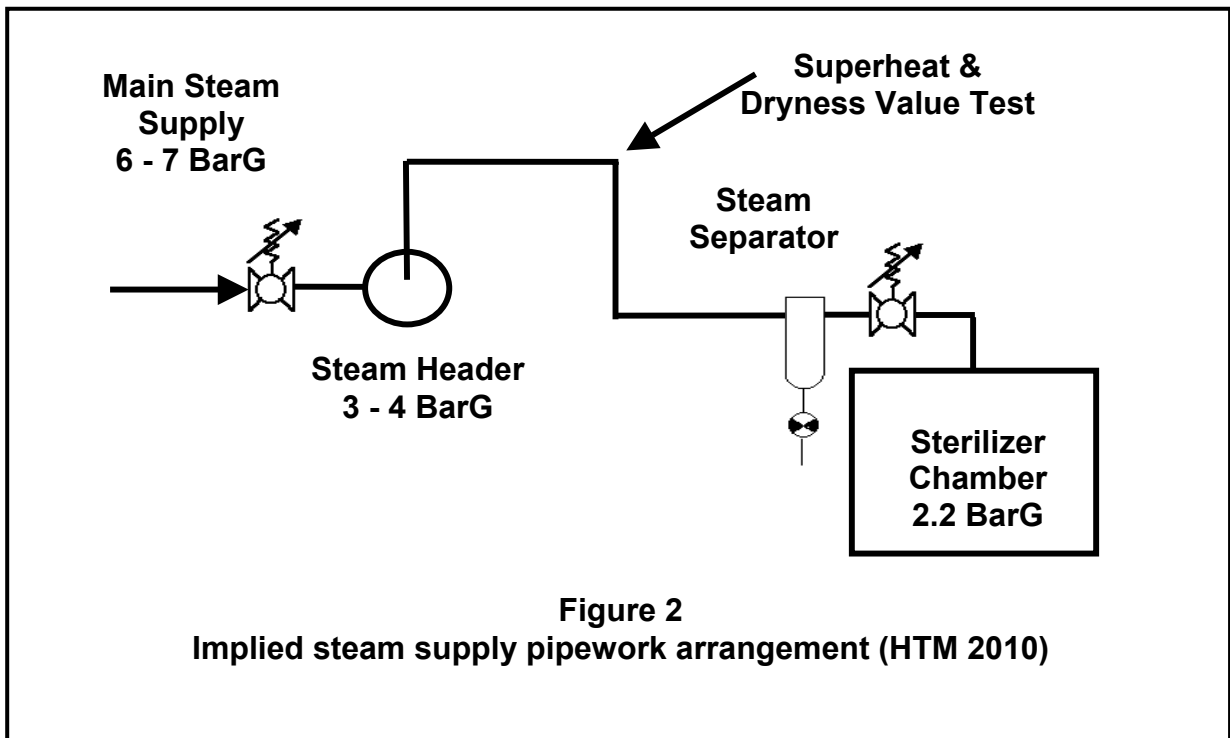 Main Steam
Supply
6 - 7 BarG
Superheat &
Dryness Value Test
Steam
Separator
Steam Header
3 - 4 BarG
Sterilizer
Chamber
2.2 BarG
Figure 2
Implied steam supply pipework arrangement (HTM 2010)